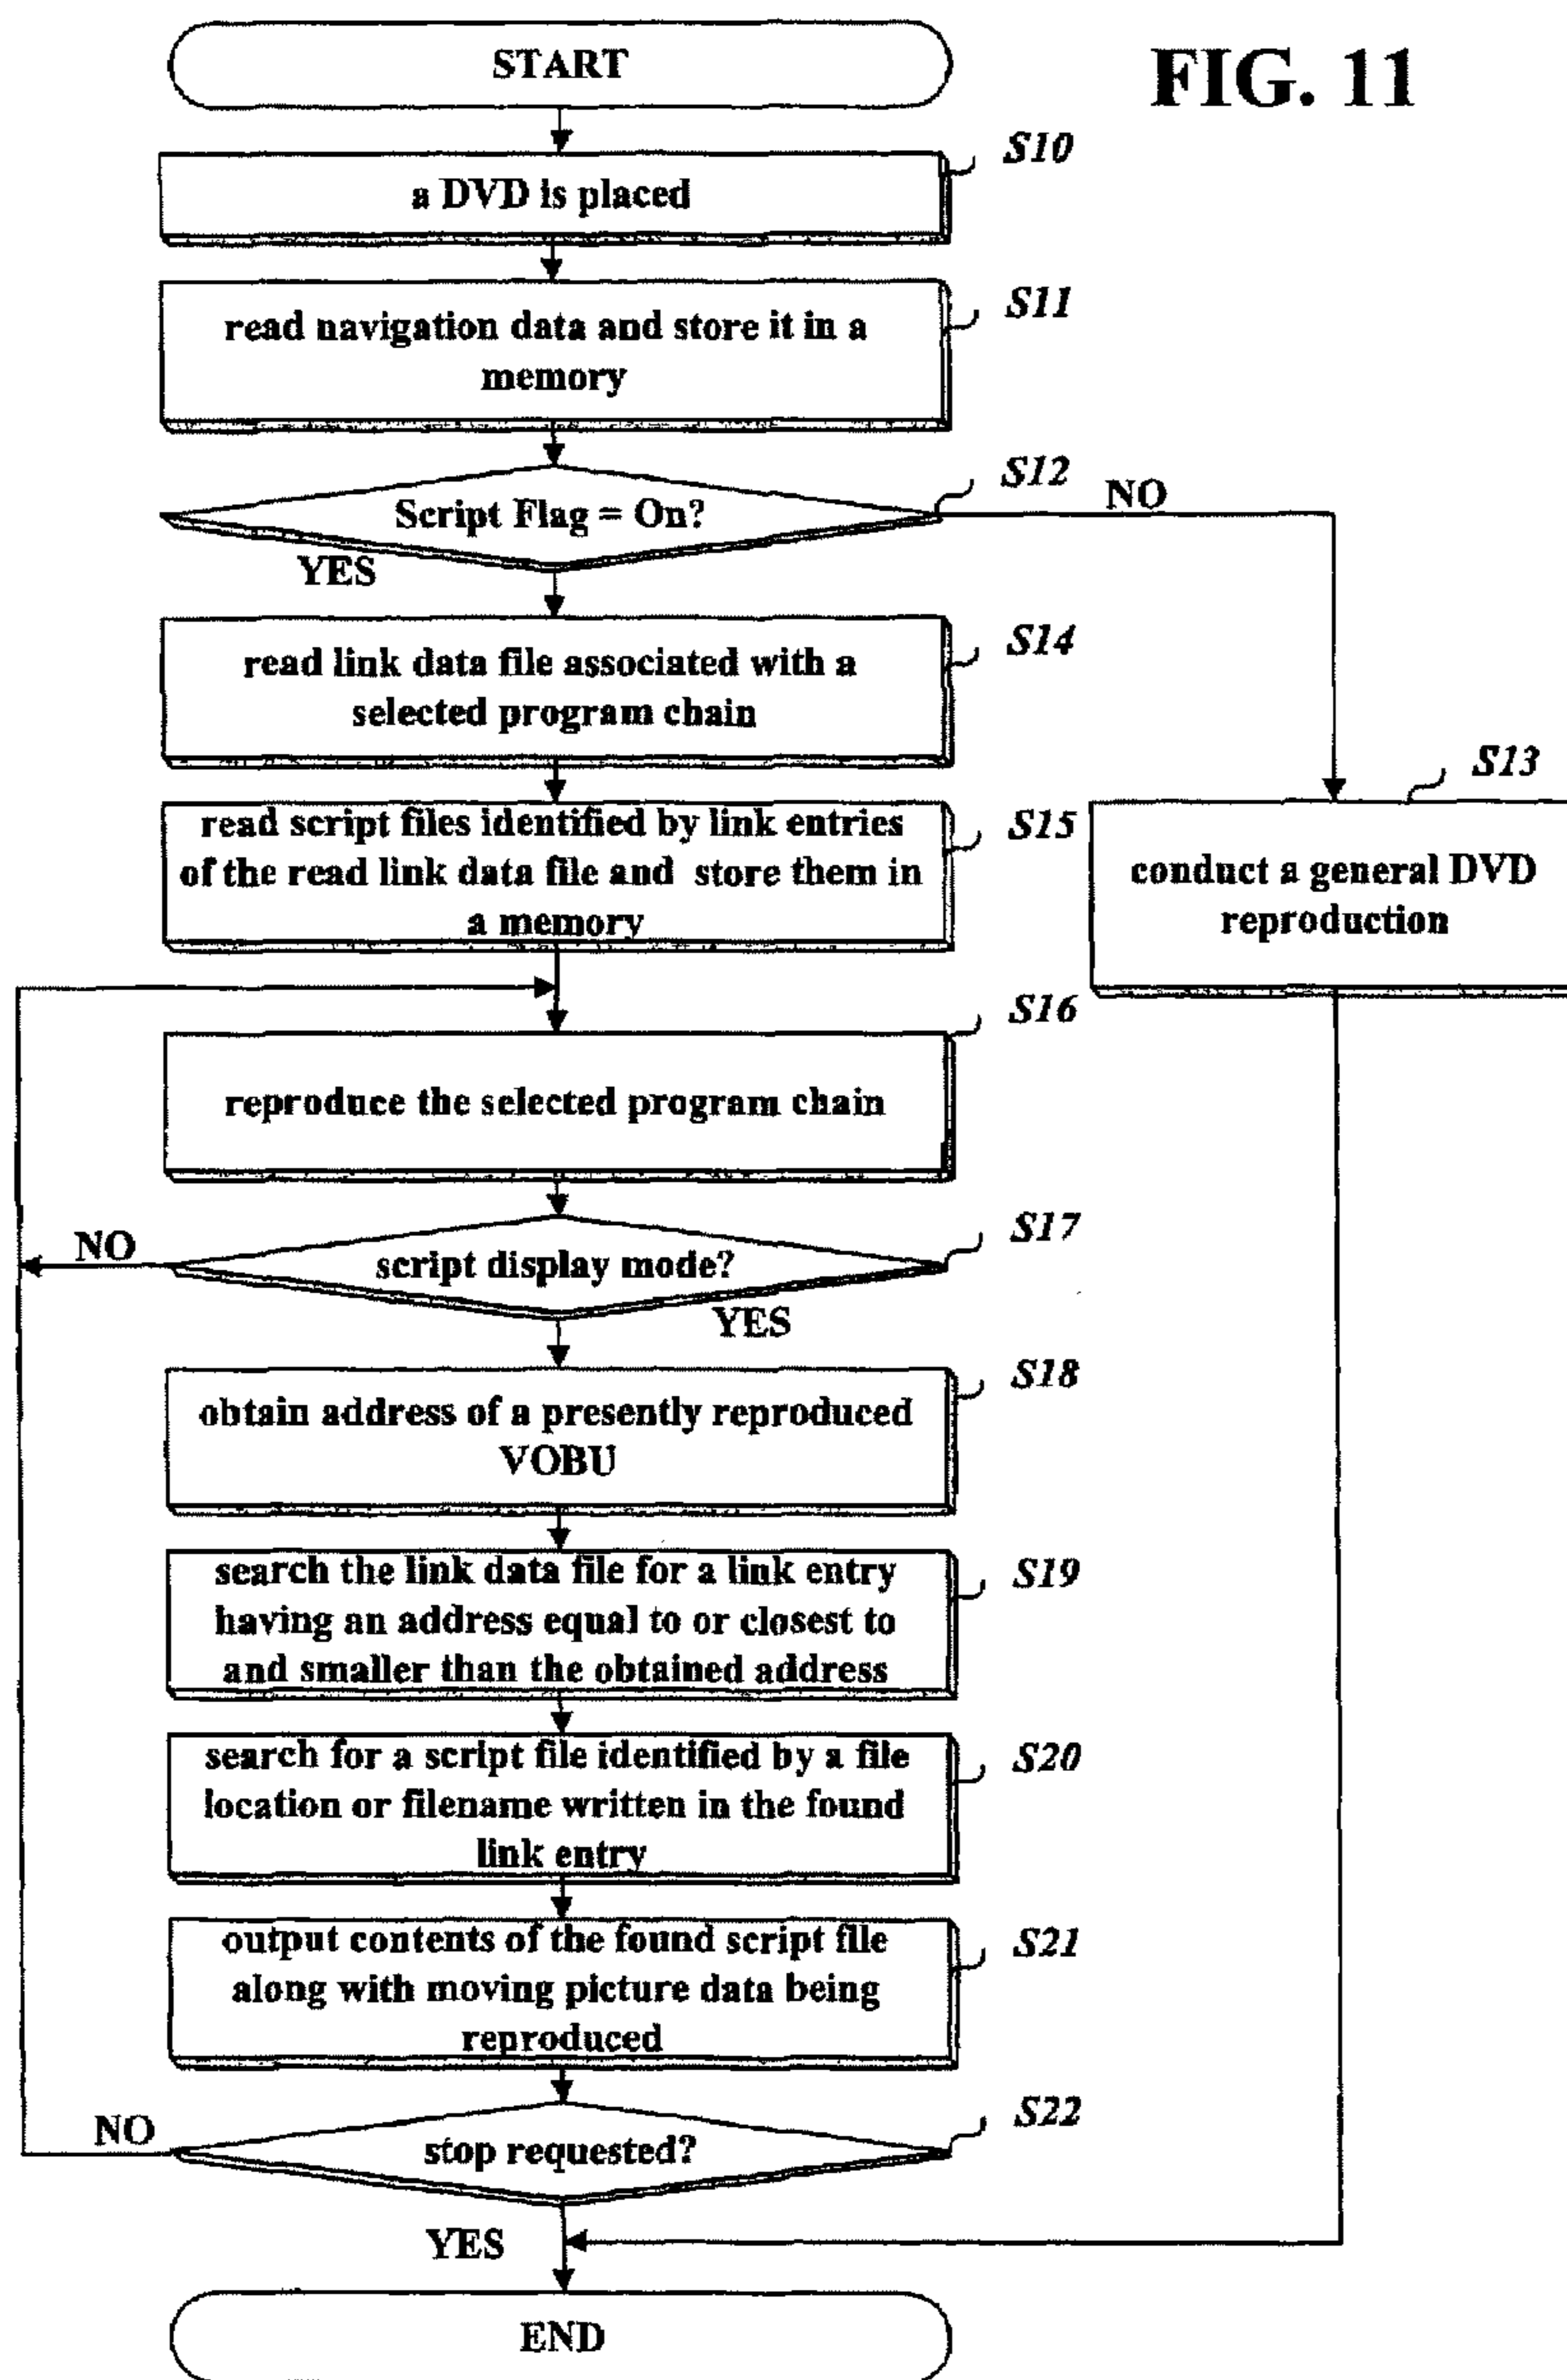 FIG. 11
START
S10
a DVD is placed
S11
read navigation data and store it in a
memory
S12
Script Flag = On?
NO
YES
S14
read link data file associated with a
selected program chain
S13
conduct a general DVD
reproduction
S15
read script files identified by link entries
of the read link data file and store them in
a memory
S16
reproduce the selected program chain
S17
script display mode?
NO
YES
S18
obtain address of a presently reproduced
VOBU
S19
search the link data file for a link entry
having an address equal to or closest to
and smaller than the obtained address
S20
search for a script file identified by a file
location or filename written in the found
link entry
S21
output contents of the found script file
along with moving picture data being
reproduced
S22
stop requested?
NO
YES
END